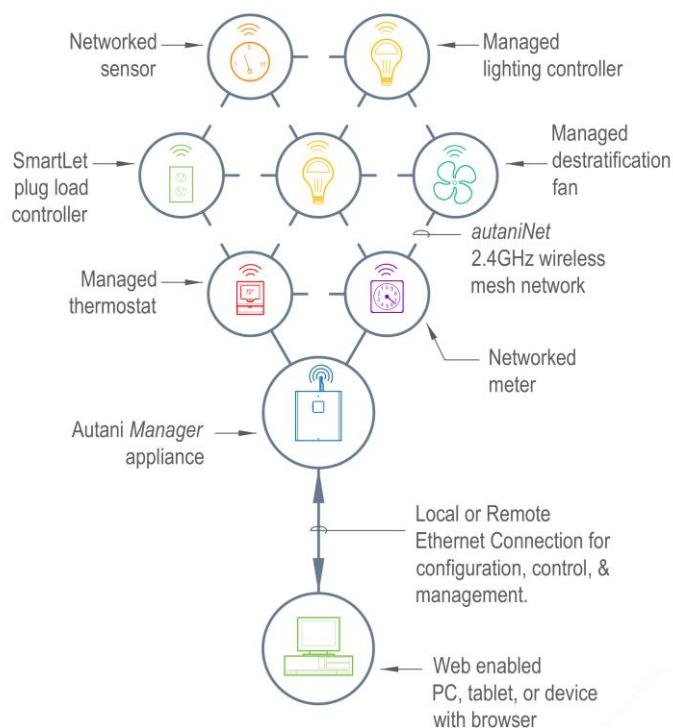 Networked
sensor
Managed
lighting controller
SmartLet
plug load
controller
Managed
destratification
fan
autaniNet
2.4GHz wireless
mesh network
Managed
thermostat
72°
Networked
meter
Autani Manager
appliance
Local or Remote
Ethernet Connection for
configuration, control, &
management.
Web enabled
PC, tablet, or device
with browser